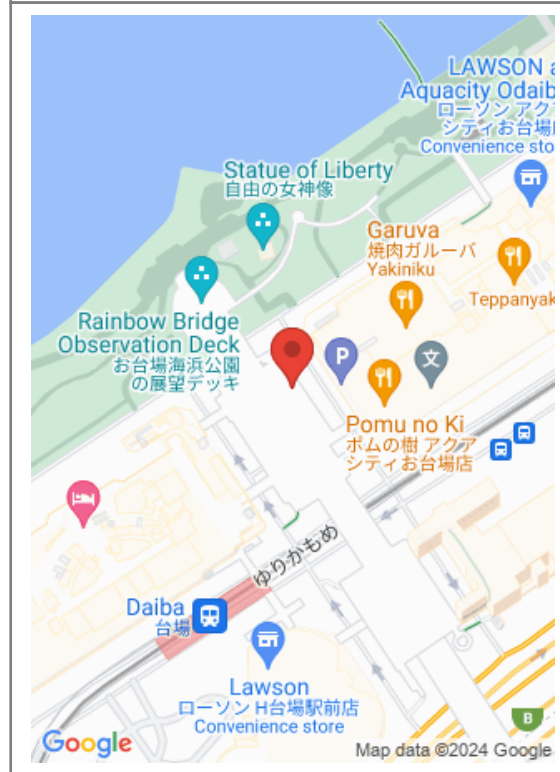 LAWSON
Aquacity Odaib
ローソン アク
シティお台場
Convenience sto
Statue of Liberty
自由の女神像
Garuva
焼肉ガルーバ
Yakiniku
Teppanyak
Rainbow Bridge
Observation Deck
お台場海浜公園
の展望デッキ
P
文
Pomu no Ki
ポムの樹 アクア
シティお台場店
ゆりかもめ
Daiba
台場
Lawson
ローソン H台場駅前店
Convenience store
B
Google
Map data ©2024 Google